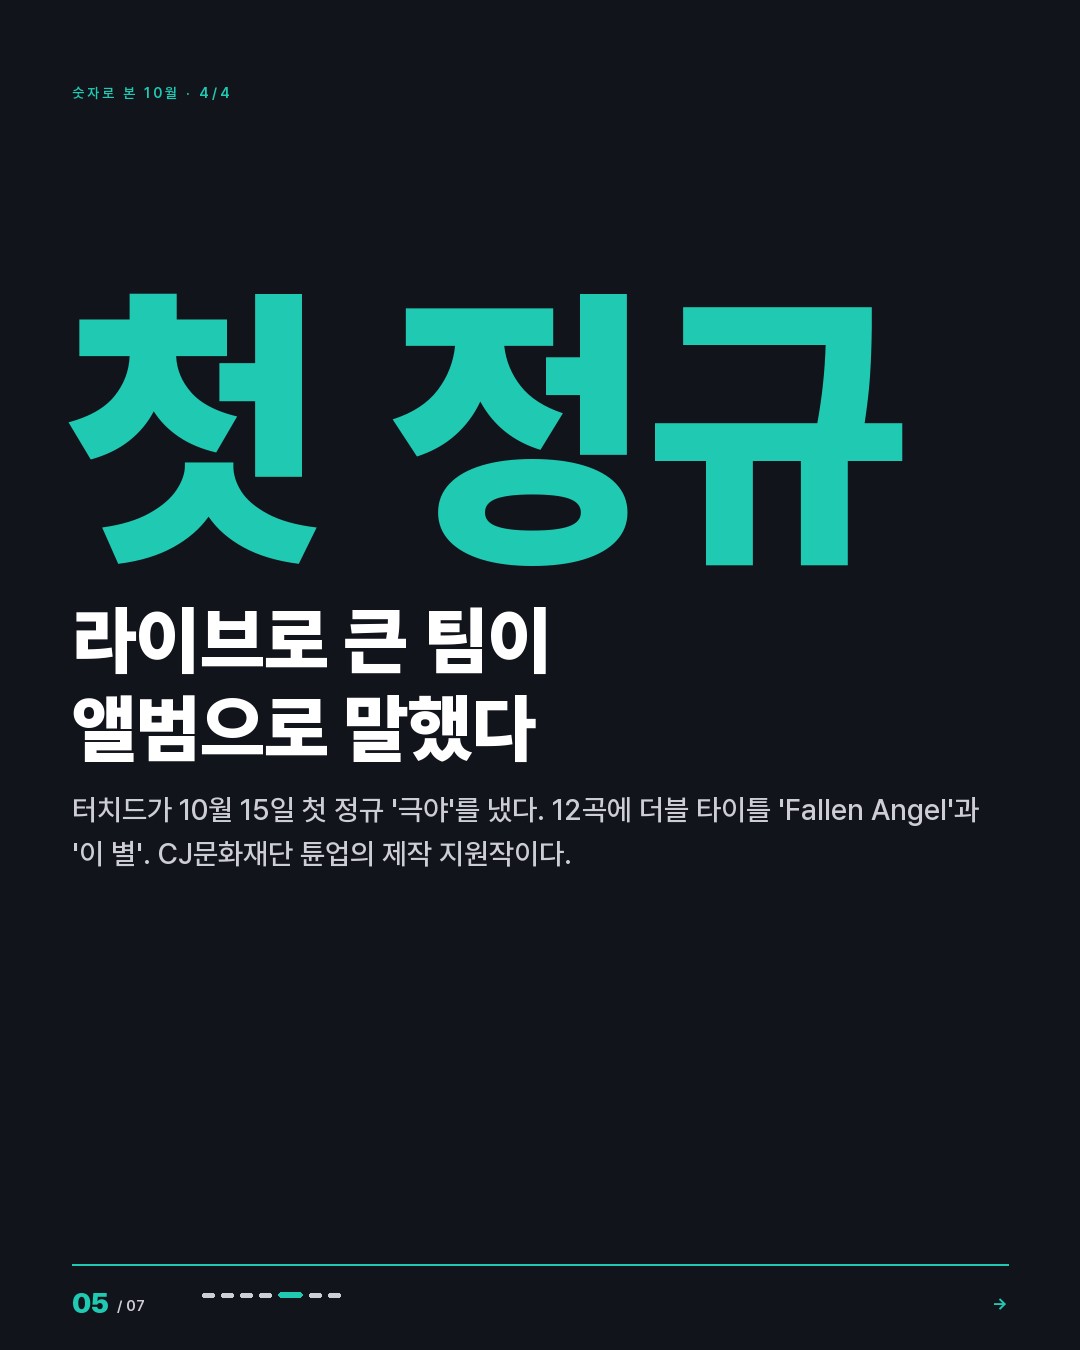 숫자로 본 10월 · 4/4
첫 정규
라이브로 큰 팀이
앨범으로 말했다
터치드가 10월 15일 첫 정규 '극야'를 냈다. 12곡에 더블 타이틀 'Fallen Angel'과
'이 별'. CJ문화재단 튠업의 제작 지원작이다.
05 / 07 →